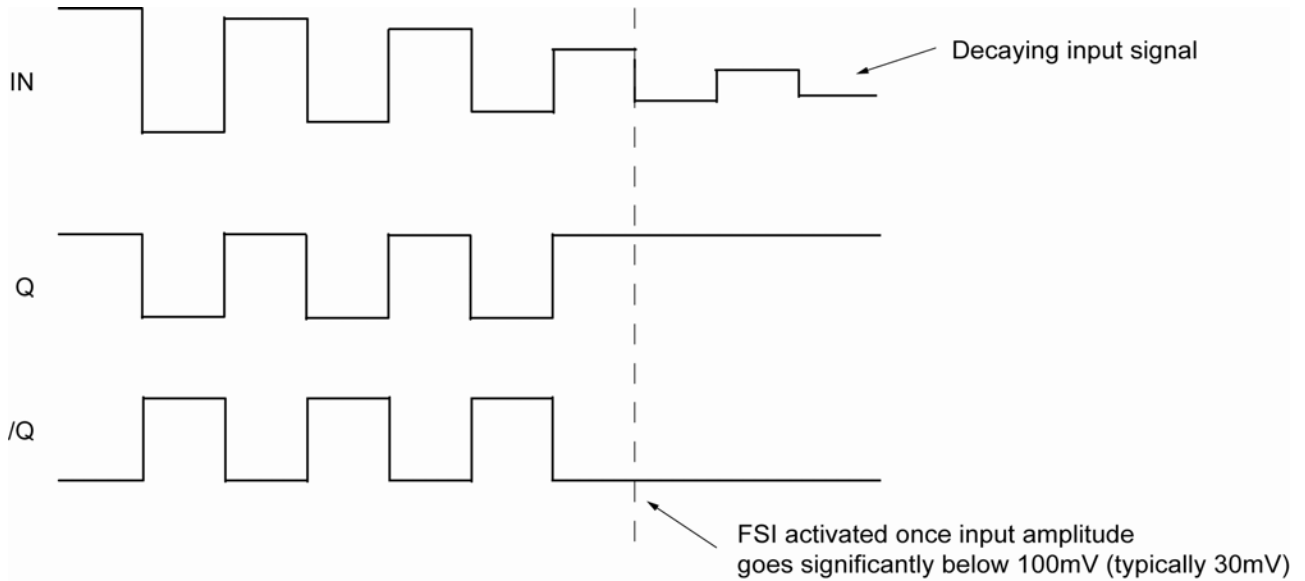 IN
Decaying input signal
Q
/Q
FSI activated once input amplitude
goes significantly below 100mV (typically 30mV)